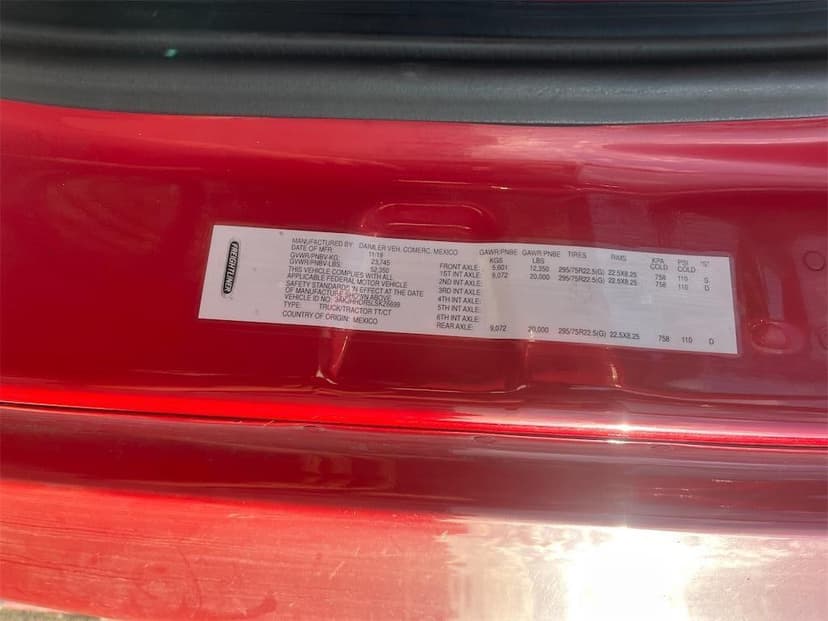 FREIGHTLINER
MANUFACTURED BY: DAIMLER VEH. COMERC. MEXICO
DATE OF MFR: 11/18
GVWR/PNBV-KG: 23,745
GVWR/PNBV-LBS: 52,350
THIS VEHICLE COMPLIES WITH ALL
APPLICABLE FEDERAL MOTOR VEHICLE
SAFETY STANDARDS IN EFFECT AT THE DATE
OF MANUFACTURE SHOWN ABOVE.
VEHICLE ID NO.
TYPE: TRUCK/TRACTOR TT/CT
COUNTRY OF ORIGIN: MEXICO
GAWR/PNBE KGS GAWR/PNBE LBS TIRES RIMS KPA COLD PSI COLD "S"
FRONT AXLE: 5,601 12,350 295/75R22.5(G) 22.5X8.25 758 110 S
1ST INT AXLE: 9,072 20,000 295/75R22.5(G) 22.5X8.25 758 110 D
2ND INT AXLE:
3RD INT AXLE:
4TH INT AXLE:
5TH INT AXLE:
6TH INT AXLE:
REAR AXLE: 9,072 20,000 295/75R22.5(G) 22.5X8.25 758 110 D